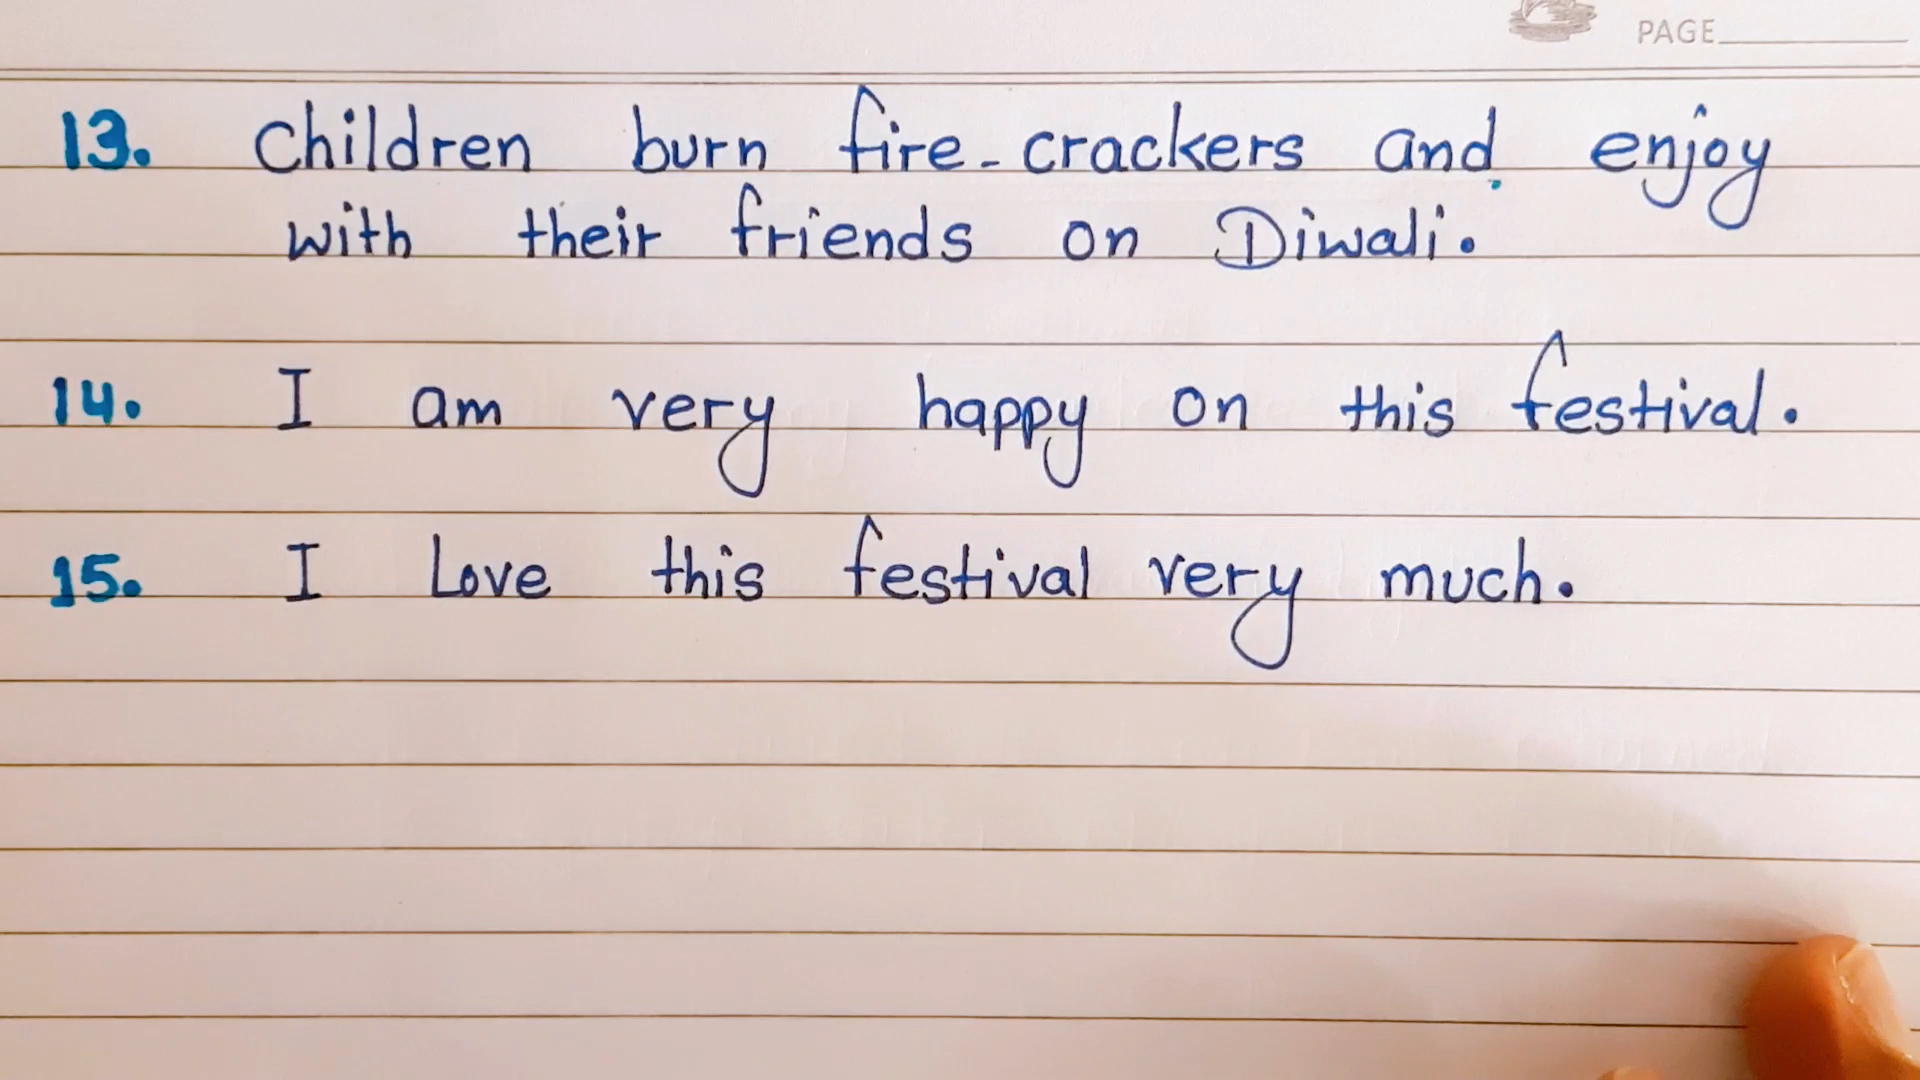 PAGE
13. Children burn fire-crackers and enjoy
with their friends on Diwali.
14. I am very happy on this festival.
15. I Love this festival very much.